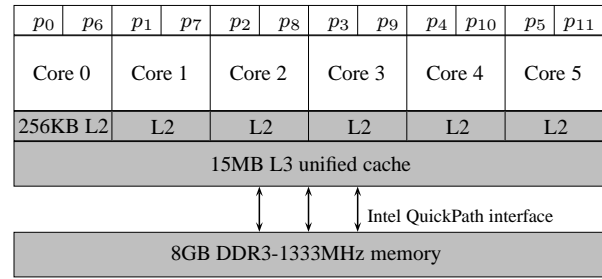 p0 p6 p1 p7 p2 p8 p3 p9 p4 p10 p5 p11
Core 0 Core 1 Core 2 Core 3 Core 4 Core 5
256KB L2 L2 L2 L2 L2 L2
15MB L3 unified cache
Intel QuickPath interface
8GB DDR3-1333MHz memory